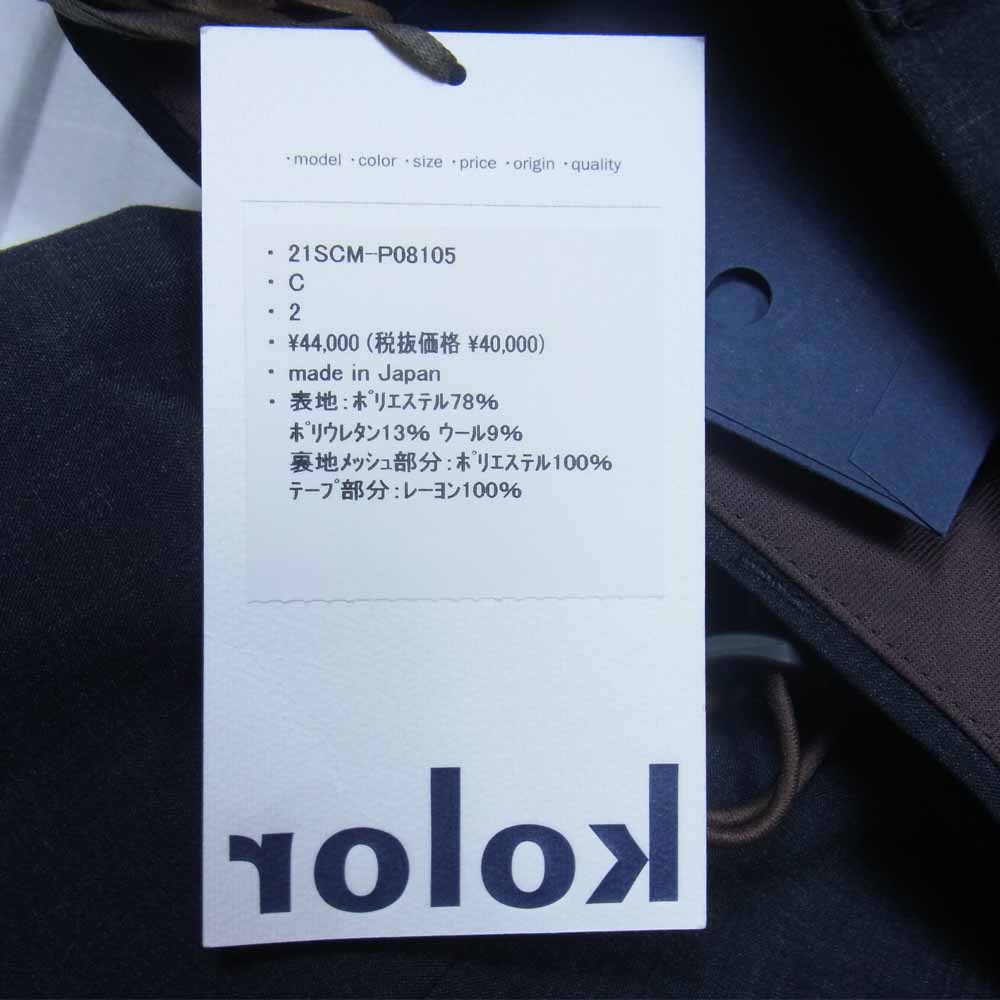 ・model ・color ・size ・price ・origin ・quality
・ 21SCM-P08105
・ C
・ 2
・ ¥44,000 (税抜価格 ¥40,000)
・ made in Japan
・ 表地:ﾎﾟﾘｴｽﾃﾙ78%
ﾎﾟﾘｳﾚﾀﾝ13% ｳｰﾙ9%
裏地ﾒｯｼｭ部分:ﾎﾟﾘｴｽﾃﾙ100%
ﾃｰﾌﾟ部分:ﾚｰﾖﾝ100%
kolor